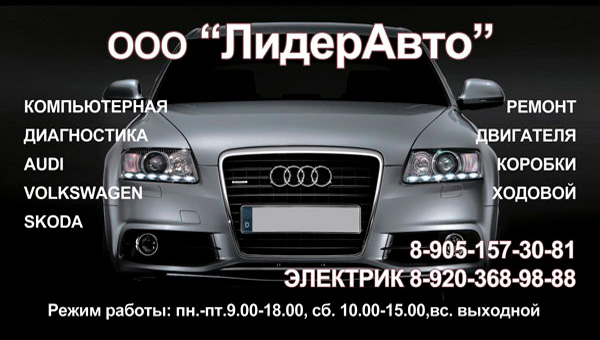 ООО “ЛидерАвто”
КОМПЬЮТЕРНАЯ
ДИАГНОСТИКА
AUDI
VOLKSWAGEN
SKODA
РЕМОНТ
ДВИГАТЕЛЯ
КОРОБКИ
ХОДОВОЙ
D
8-905-157-30-81
ЭЛЕКТРИК 8-920-368-98-88
Режим работы: пн.-пт.9.00-18.00, сб. 10.00-15.00,вс. выходной